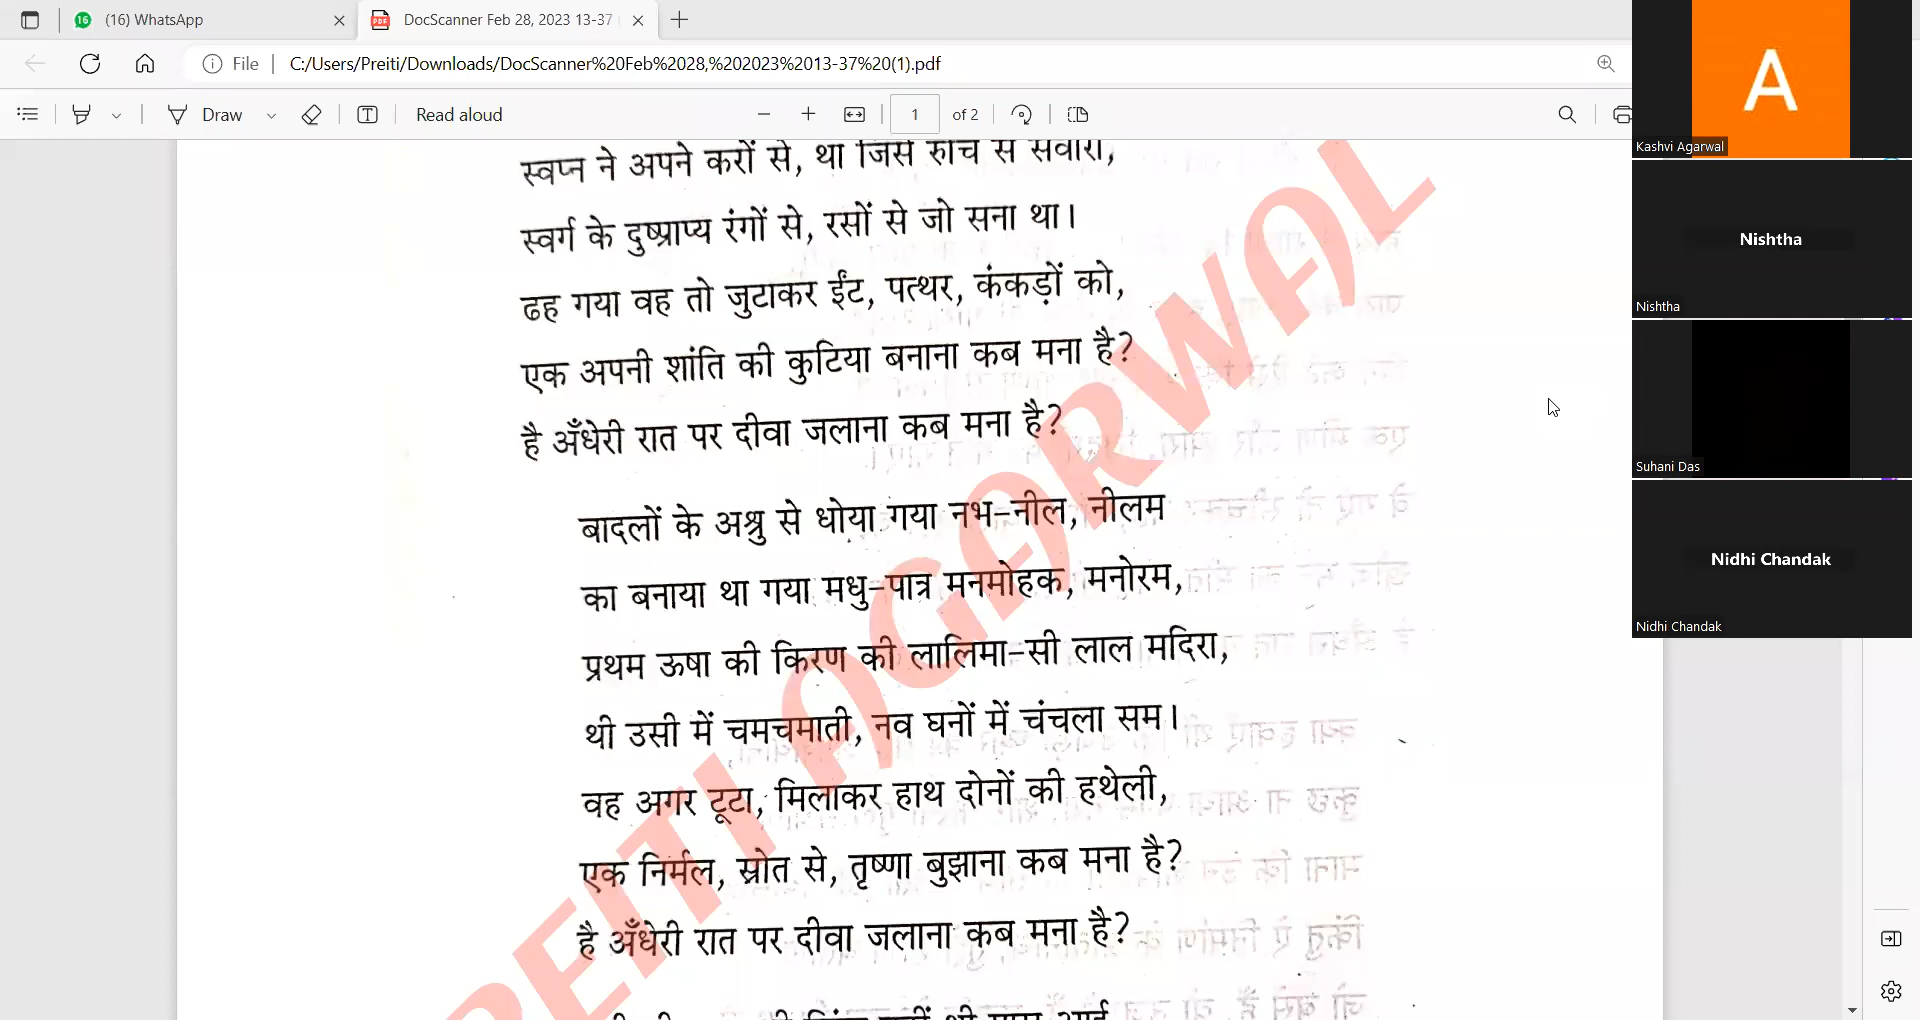 (16) WhatsApp
DocScanner Feb 28, 2023 13-37
File
C:/Users/Preiti/Downloads/DocScanner%20Feb%2028,%202023%2013-37%20(1).pdf
Draw
Read aloud
1 of 2
स्वप्न ने अपने करों से, था जिसे रुचि से सँवारा,
स्वर्ग के दुष्प्राप्य रंगों से, रसों से जो सना था।
ढह गया वह तो जुटाकर ईंट, पत्थर, कंकड़ों को,
एक अपनी शांति की कुटिया बनाना कब मना है?
है अँधेरी रात पर दीवा जलाना कब मना है?
बादलों के अश्रु से धोया गया नभ-नील, नीलम
का बनाया था गया मधु-पात्र मनमोहक, मनोरम,
प्रथम ऊषा की किरण की लालिमा-सी लाल मदिरा,
थी उसी में चमचमाती, नव घनों में चंचला सम।
वह अगर टूटा, मिलाकर हाथ दोनों की हथेली,
एक निर्मल, स्रोत से, तृष्णा बुझाना कब मना है?
है अँधेरी रात पर दीवा जलाना कब मना है?
PREITI AGARWAL
A
Kashvi Agarwal
Nishtha
Nishtha
Suhani Das
Nidhi Chandak
Nidhi Chandak